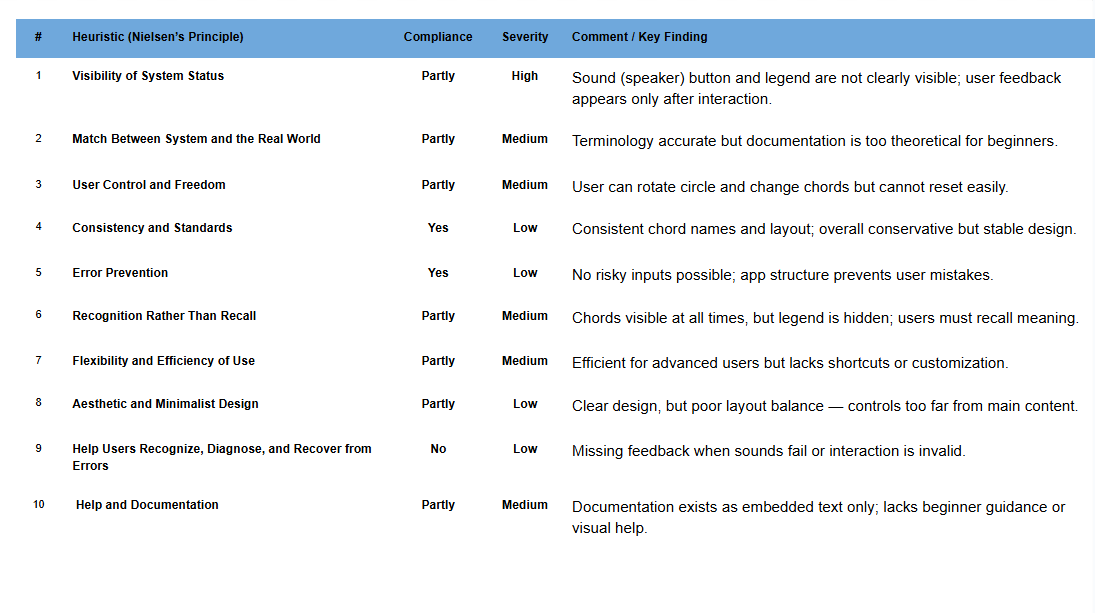 # Heuristic (Nielsen's Principle) Compliance Severity Comment / Key Finding
1 Visibility of System Status Partly High Sound (speaker) button and legend are not clearly visible; user feedback
appears only after interaction.
2 Match Between System and the Real World Partly Medium Terminology accurate but documentation is too theoretical for beginners.
3 User Control and Freedom Partly Medium User can rotate circle and change chords but cannot reset easily.
4 Consistency and Standards Yes Low Consistent chord names and layout; overall conservative but stable design.
5 Error Prevention Yes Low No risky inputs possible; app structure prevents user mistakes.
6 Recognition Rather Than Recall Partly Medium Chords visible at all times, but legend is hidden; users must recall meaning.
7 Flexibility and Efficiency of Use Partly Medium Efficient for advanced users but lacks shortcuts or customization.
8 Aesthetic and Minimalist Design Partly Low Clear design, but poor layout balance — controls too far from main content.
9 Help Users Recognize, Diagnose, and Recover from No Low Missing feedback when sounds fail or interaction is invalid.
Errors
10 Help and Documentation Partly Medium Documentation exists as embedded text only; lacks beginner guidance or
visual help.